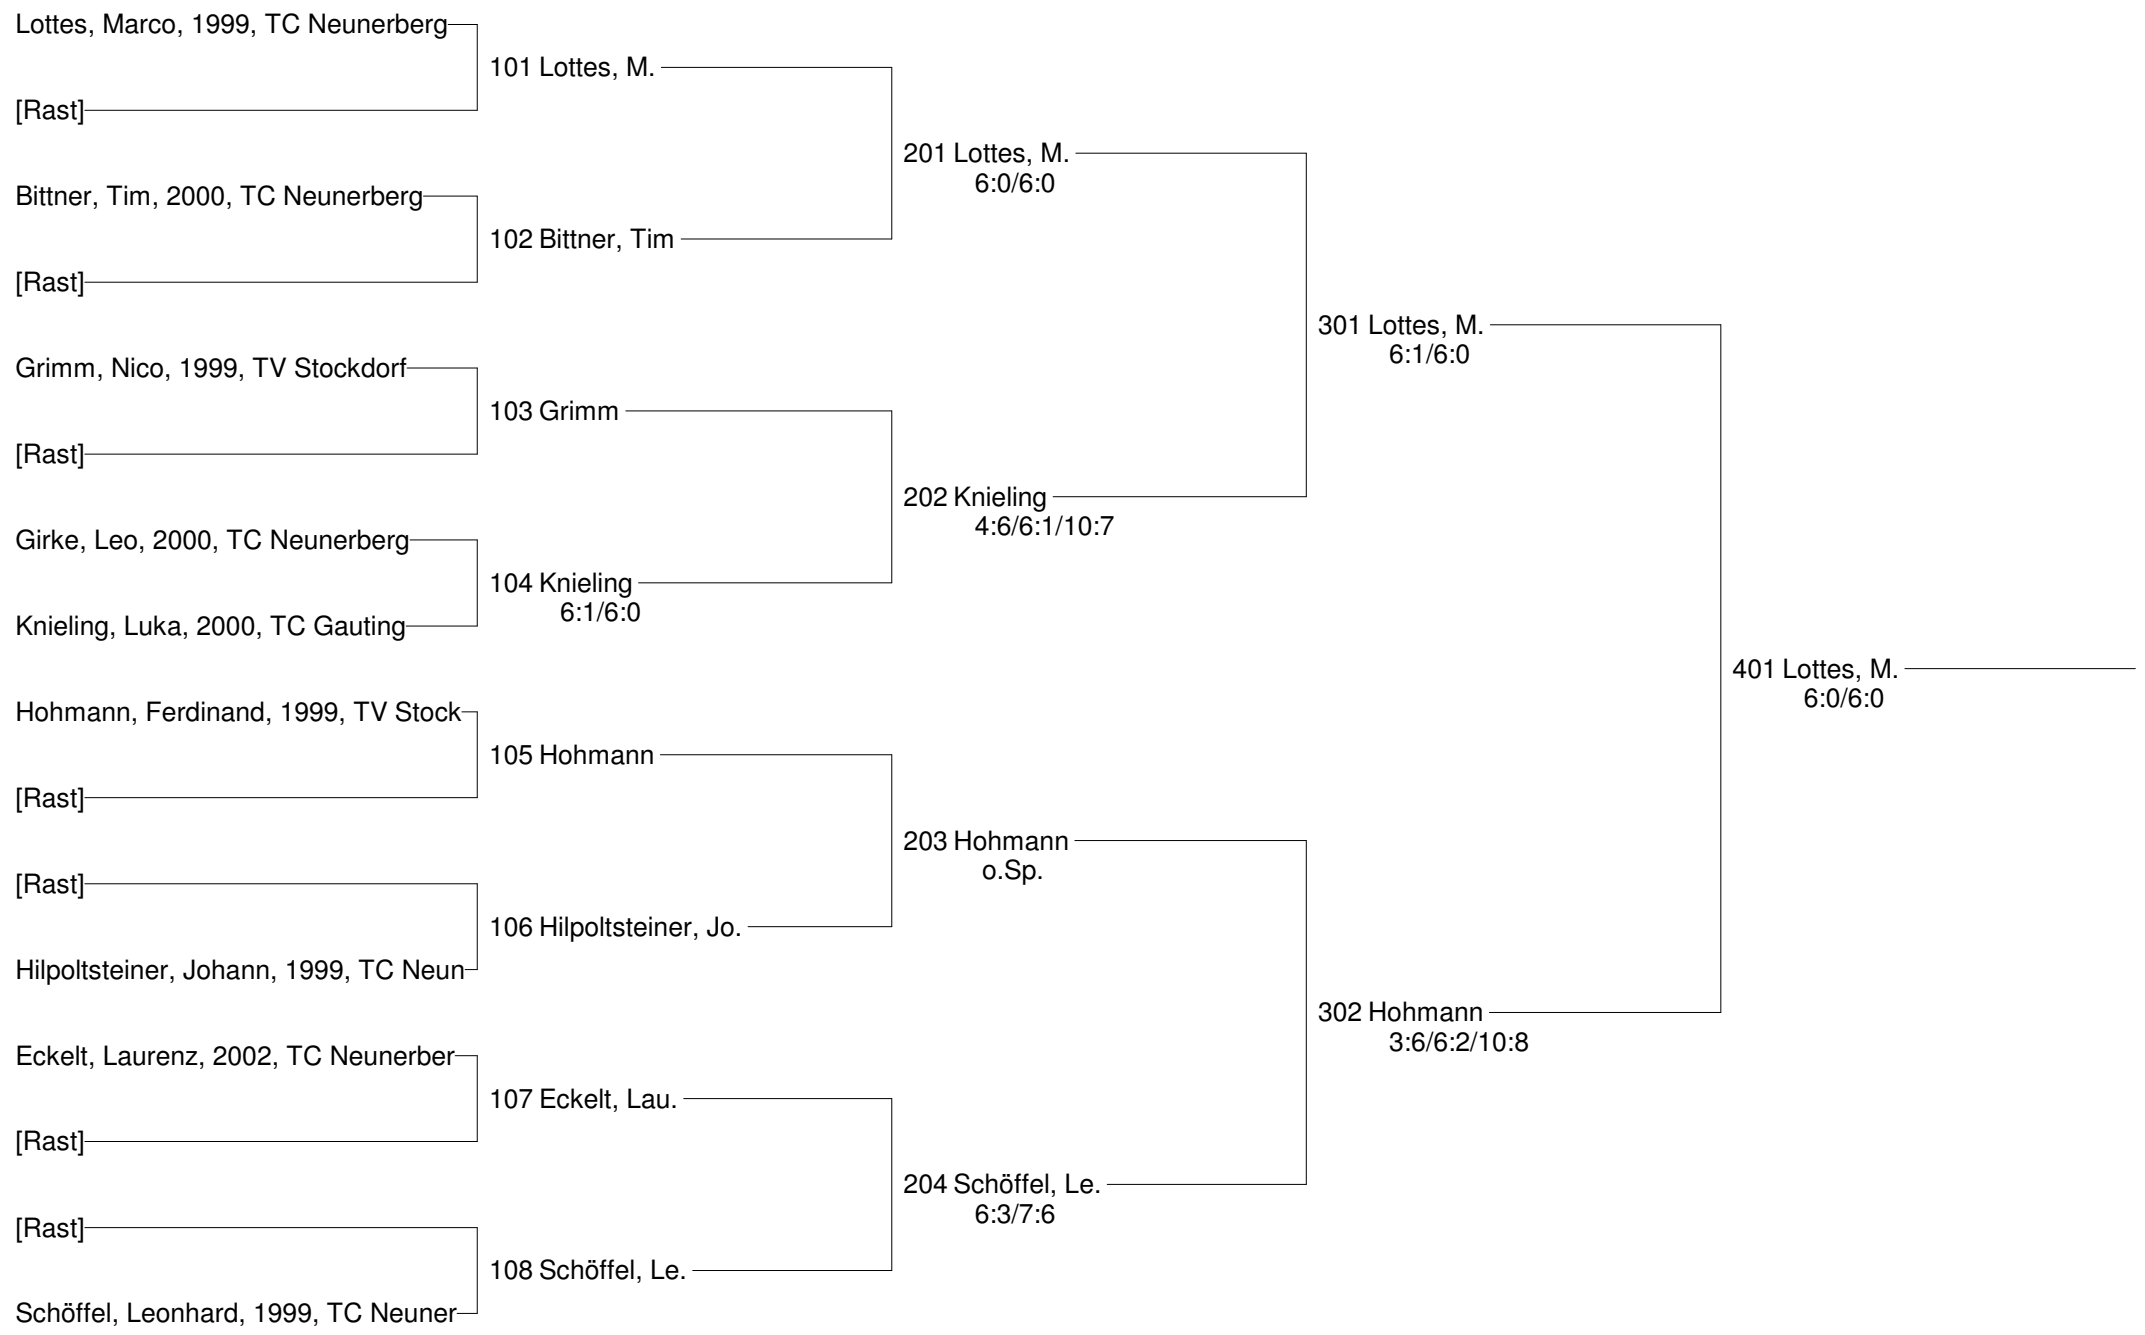 Lottes, Marco, 1999, TC Neunerberg
[Rast]
Bittner, Tim, 2000, TC Neunerberg
[Rast]
Grimm, Nico, 1999, TV Stockdorf
[Rast]
Girke, Leo, 2000, TC Neunerberg
Knieling, Luka, 2000, TC Gauting
Hohmann, Ferdinand, 1999, TV Stock
[Rast]
[Rast]
Hilpoltsteiner, Johann, 1999, TC Neun
Eckelt, Laurenz, 2002, TC Neunerber
[Rast]
[Rast]
Schöffel, Leonhard, 1999, TC Neuner
101 Lottes, M.
102 Bittner, Tim
103 Grimm
104 Knieling
6:1/6:0
105 Hohmann
106 Hilpoltsteiner, Jo.
107 Eckelt, Lau.
108 Schöffel, Le.
201 Lottes, M.
6:0/6:0
202 Knieling
4:6/6:1/10:7
203 Hohmann
o.Sp.
204 Schöffel, Le.
6:3/7:6
301 Lottes, M.
6:1/6:0
302 Hohmann
3:6/6:2/10:8
401 Lottes, M.
6:0/6:0